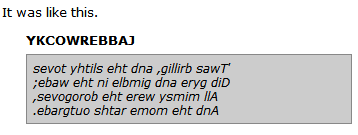 It was like this.
YKCOWREBBAJ
sevot yhtils eht dna ,gillirb sawT'
;ebaw eht ni elbmig dna eryg diD
,sevogorob eht erew ysmim llA
.ebargtuo shtar emom eht dnA